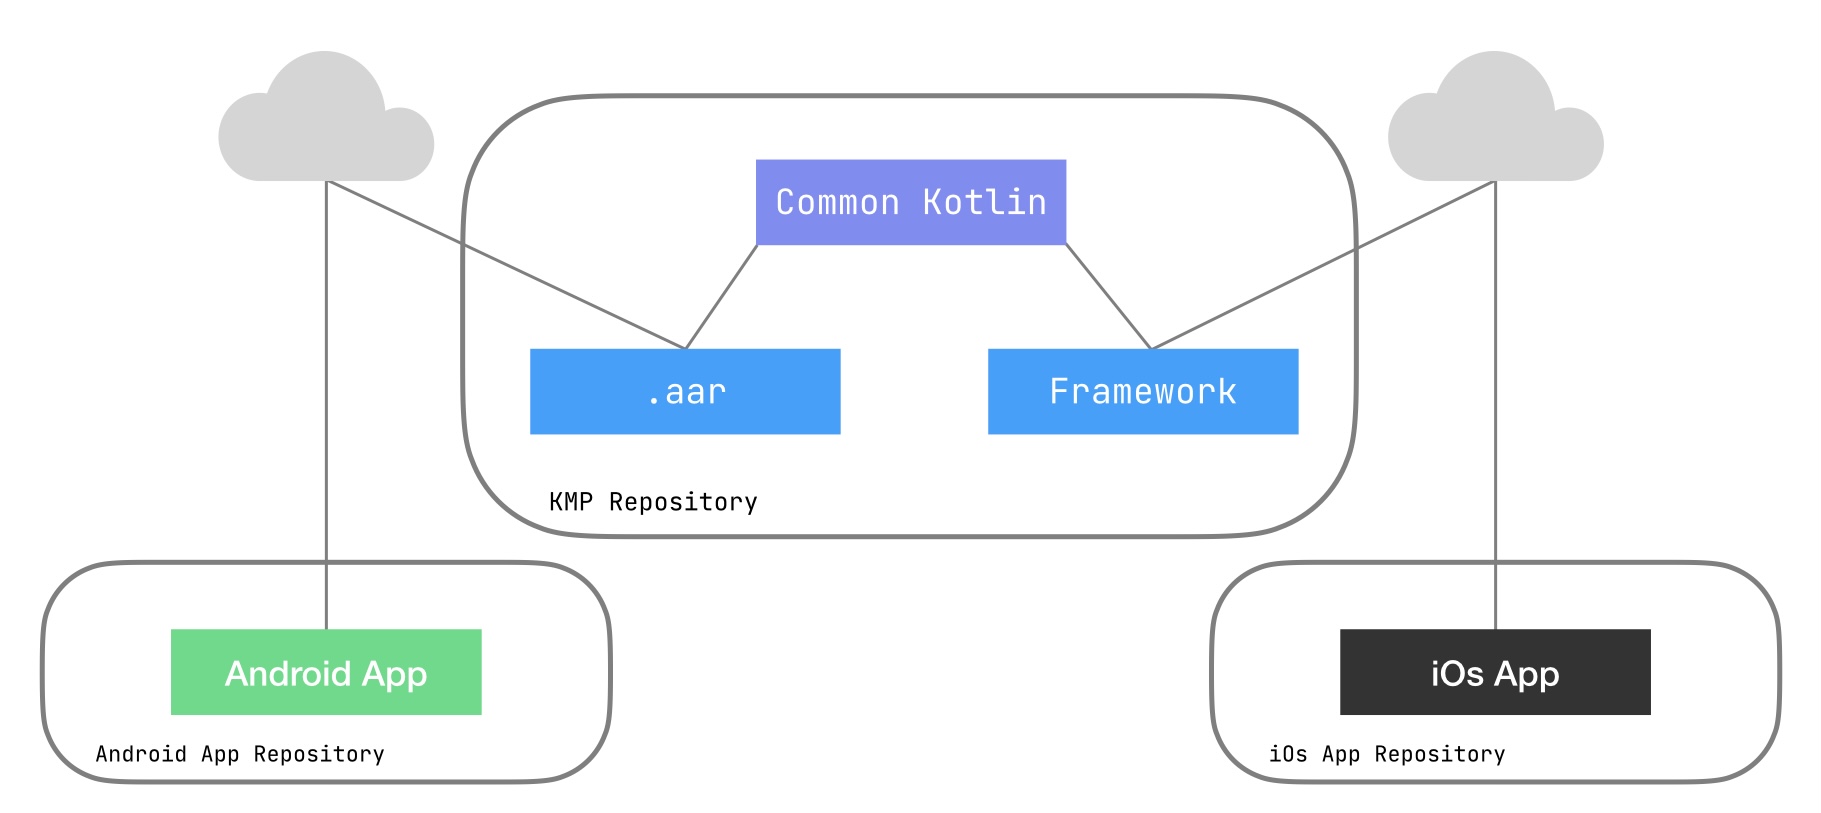 Common Kotlin
.aar
Framework
KMP Repository
Android App
iOs App
Android App Repository
iOs App Repository